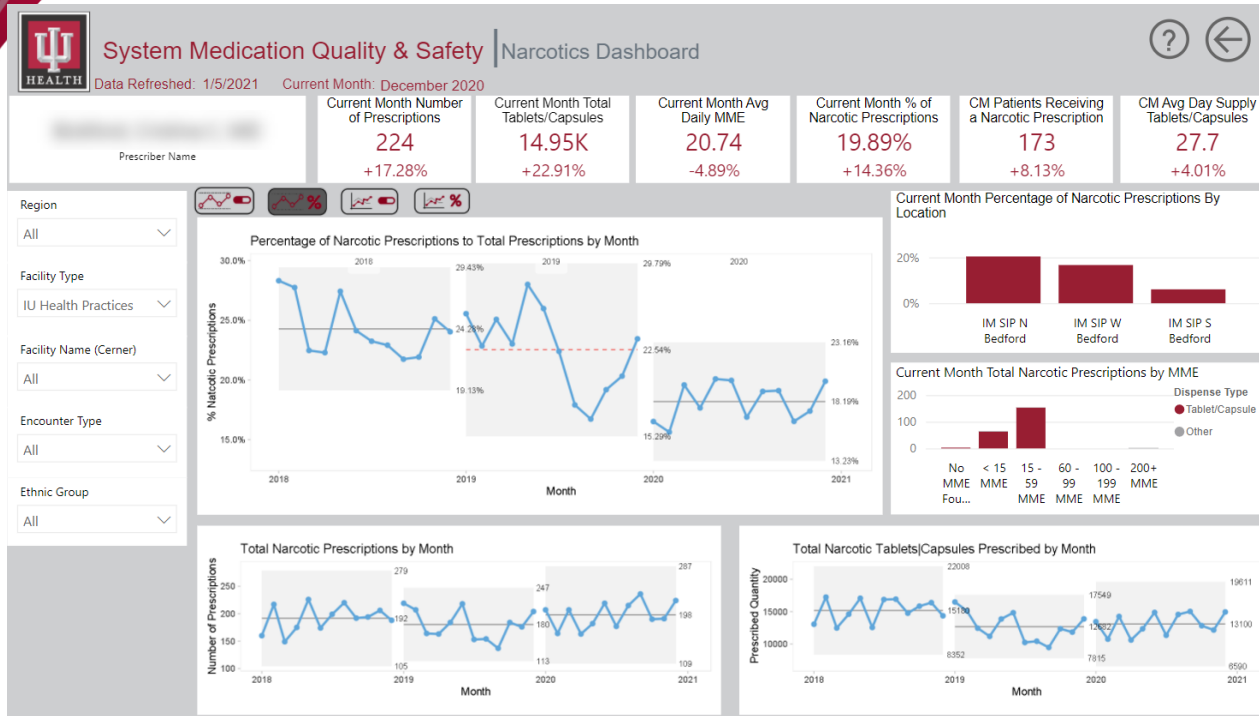 HEALTH
System Medication Quality & Safety | Narcotics Dashboard
Data Refreshed: 1/5/2021 Current Month: December 2020
Prescriber Name
Current Month Number
of Prescriptions
224
+17.28%
Current Month Total
Tablets/Capsules
14.95K
+22.91%
Current Month Avg
Daily MME
20.74
-4.89%
Current Month % of
Narcotic Prescriptions
19.89%
+14.36%
CM Patients Receiving
a Narcotic Prescription
173
+8.13%
CM Avg Day Supply
Tablets/Capsules
27.7
+4.01%
Region
All
Facility Type
IU Health Practices
Facility Name (Cerner)
All
Encounter Type
All
Ethnic Group
All
%
%
Percentage of Narcotic Prescriptions to Total Prescriptions by Month
% Natcotic Prescriptions
30.0%
25.0%
20.0%
15.0%
2018
2019
2020
29.43%
24.28%
19.13%
29.79%
22.54%
15.29%
23.16%
18.19%
13.23%
2018
2019
2020
2021
Month
Current Month Percentage of Narcotic Prescriptions By
Location
20%
0%
IM SIP N
Bedford
IM SIP W
Bedford
IM SIP S
Bedford
Current Month Total Narcotic Prescriptions by MME
200
100
0
No
MME
Fou...
< 15
MME
15 -
59
MME
60 -
99
MME
100 -
199
MME
200+
MME
Dispense Type
Tablet/Capsule
Other
Total Narcotic Prescriptions by Month
Number of Prescriptions
250
200
150
100
279
192
105
247
180
113
287
198
109
2018
2019
2020
2021
Month
Total Narcotic Tablets|Capsules Prescribed by Month
Prescribed Quantity
20000
15000
10000
22008
15180
8352
17549
12682
7815
19611
13100
6590
2018
2019
2020
2021
Month